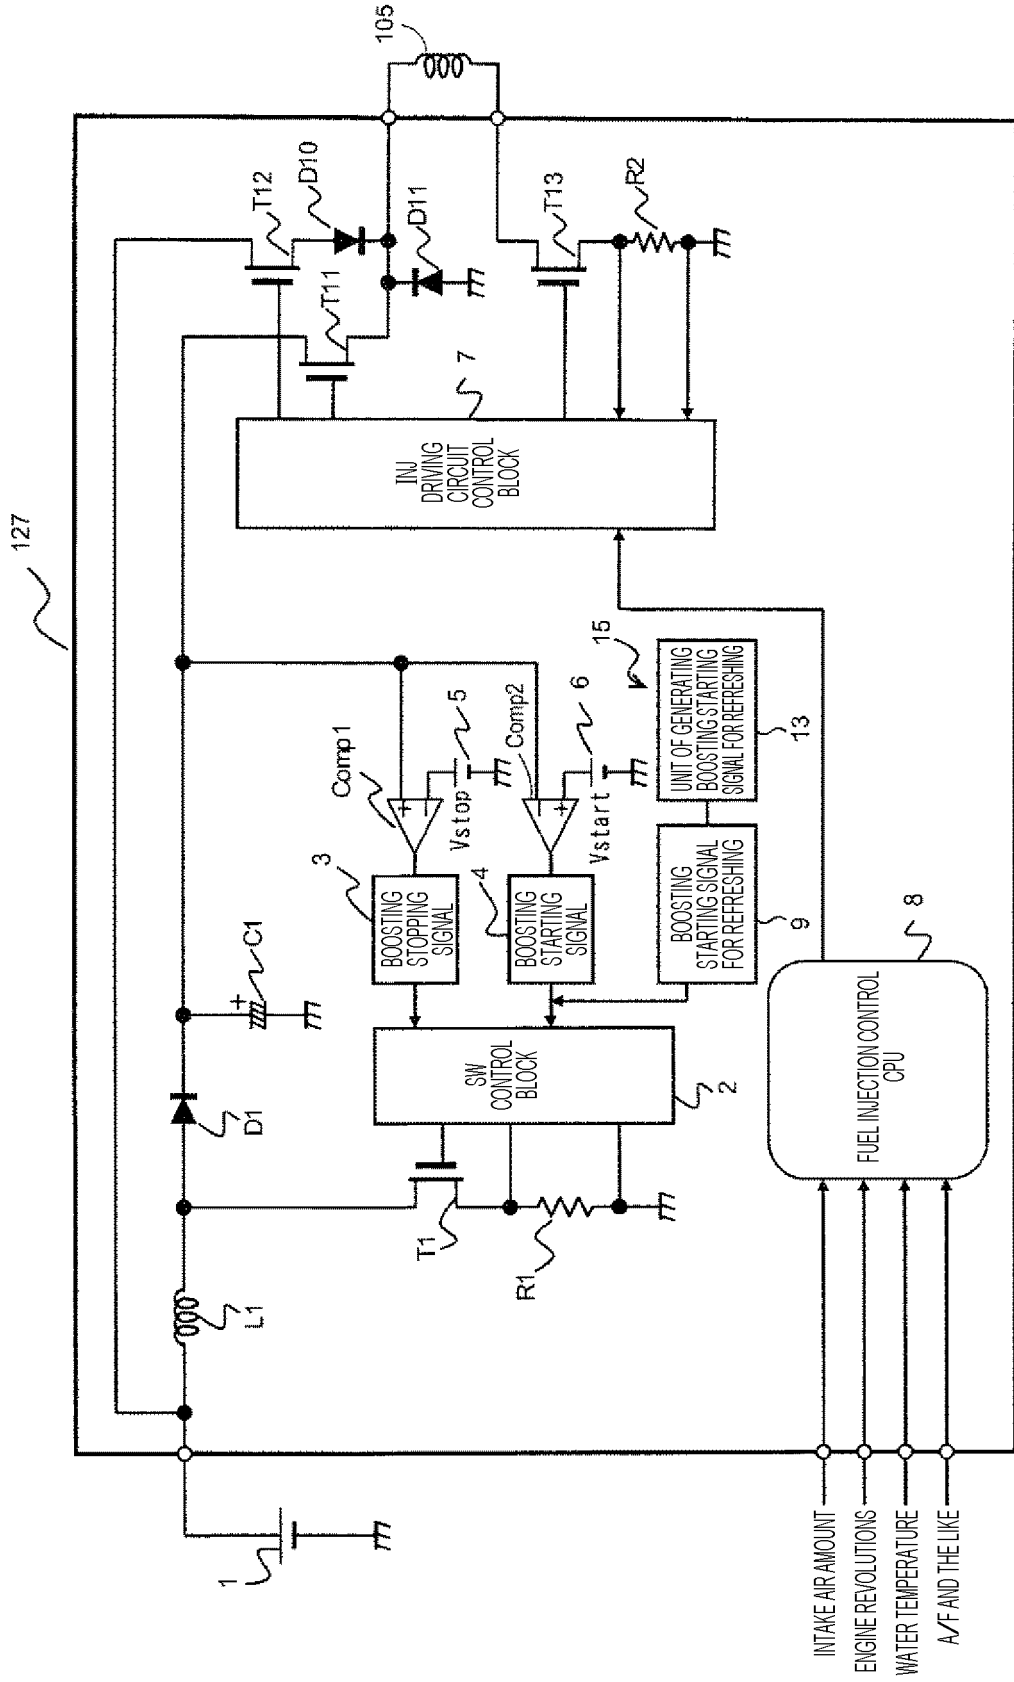 127
105
1
L1
D1
C1
+
T12
D10
T11
D11
T13
R2
7
INJ
DRIVING
CIRCUIT
CONTROL
BLOCK
T1
R1
SW
CONTROL
BLOCK
2
3
BOOSTING
STOPPING
SIGNAL
Comp1
+
−
Vstop
5
4
BOOSTING
STARTING
SIGNAL
Comp2
−
+
Vstart
6
BOOSTING
STARTING SIGNAL
FOR REFRESHING
9
15
UNIT OF GENERATING
BOOSTING STARTING
SIGNAL FOR REFRESHING
13
FUEL INJECTION CONTROL
CPU
8
INTAKE AIR AMOUNT
ENGINE REVOLUTIONS
WATER TEMPERATURE
A/F AND THE LIKE